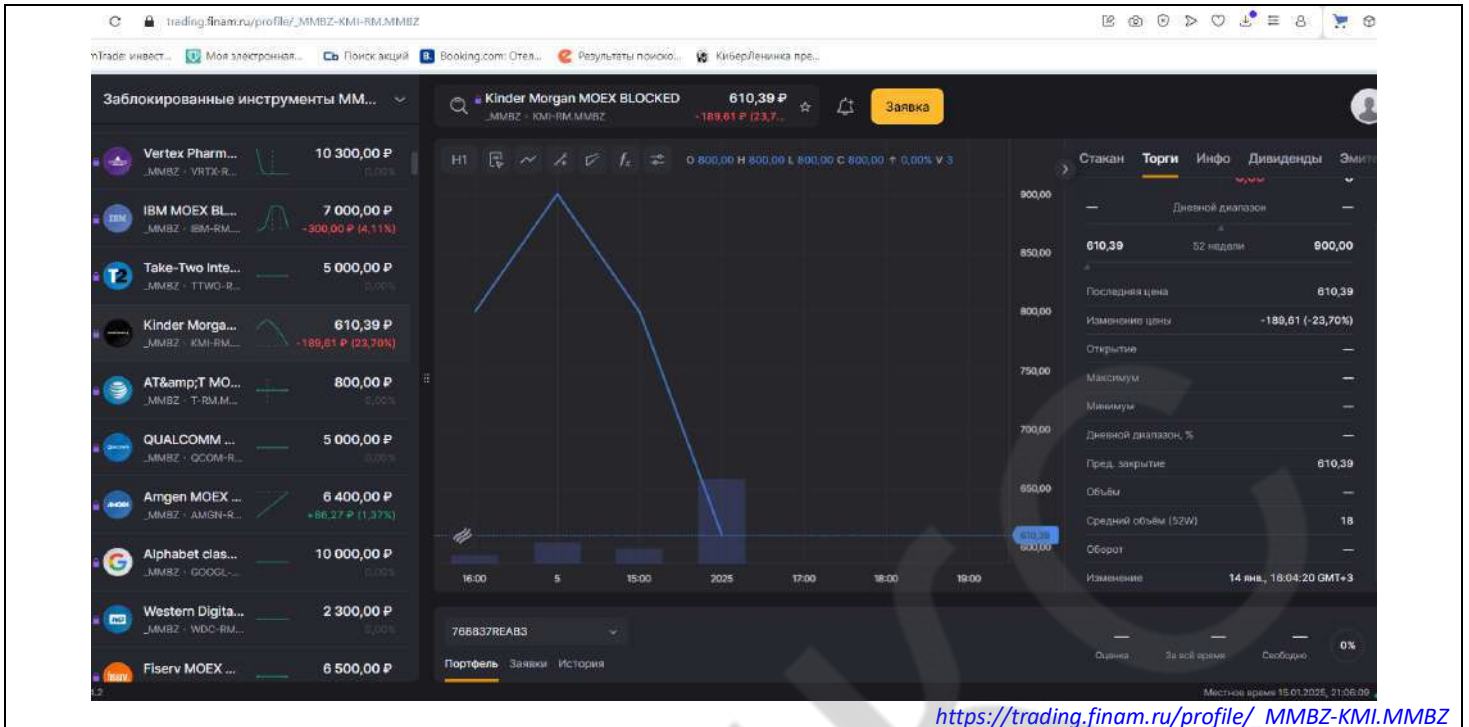 trading.finam.ru/profile/_MMBZ-KMI-RM.MMBZ
mTrade: инвест... Моя электронная... Поиск акций Booking.com: Отел... Результаты поиско... КиберЛенинка пре...
Заблокированные инструменты ММ...
Kinder Morgan MOEX BLOCKED 610,39 ₽
_MMBZ · KMI-RM.MMBZ -189,61 ₽ (23,7...
Заявка
Vertex Pharm... 10 300,00 ₽
_MMBZ · VRTX-R... 0,00%
IBM MOEX BL... 7 000,00 ₽
_MMBZ · IBM-RM... -300,00 ₽ (4,11%)
Take-Two Inte... 5 000,00 ₽
_MMBZ · TTWO-R... 0,00%
Kinder Morga... 610,39 ₽
_MMBZ · KMI-RM.... -189,61 ₽ (23,70%)
AT&amp;T MO... 800,00 ₽
_MMBZ · T-RM.M... 0,00%
QUALCOMM ... 5 000,00 ₽
_MMBZ · QCOM-R... 0,00%
Amgen MOEX ... 6 400,00 ₽
_MMBZ · AMGN-R... +86,27 ₽ (1,37%)
Alphabet clas... 10 000,00 ₽
_MMBZ · GOOGL-... 0,00%
Western Digita... 2 300,00 ₽
_MMBZ · WDC-RM... 0,00%
Fiserv MOEX ... 6 500,00 ₽
H1 O 800,00 H 800,00 L 800,00 C 800,00 0,00% V 3
900,00
850,00
800,00
750,00
700,00
650,00
610,39
600,00
16:00 5 15:00 2025 17:00 18:00 19:00
Стакан Торги Инфо Дивиденды Эмит
— Дневной диапазон —
610,39 52 недели 900,00
Последняя цена 610,39
Изменение цены -189,61 (-23,70%)
Открытие —
Максимум —
Минимум —
Дневной диапазон, % —
Пред. закрытие 610,39
Объём —
Средний объём (52W) 18
Оборот —
Изменение 14 янв., 16:04:20 GMT+3
766837REAB3
Портфель Заявки История
— — — 0%
Оценка За всё время Свободно
Местное время 15.01.2025, 21:06:09
https://trading.finam.ru/profile/_MMBZ-KMI.MMBZ